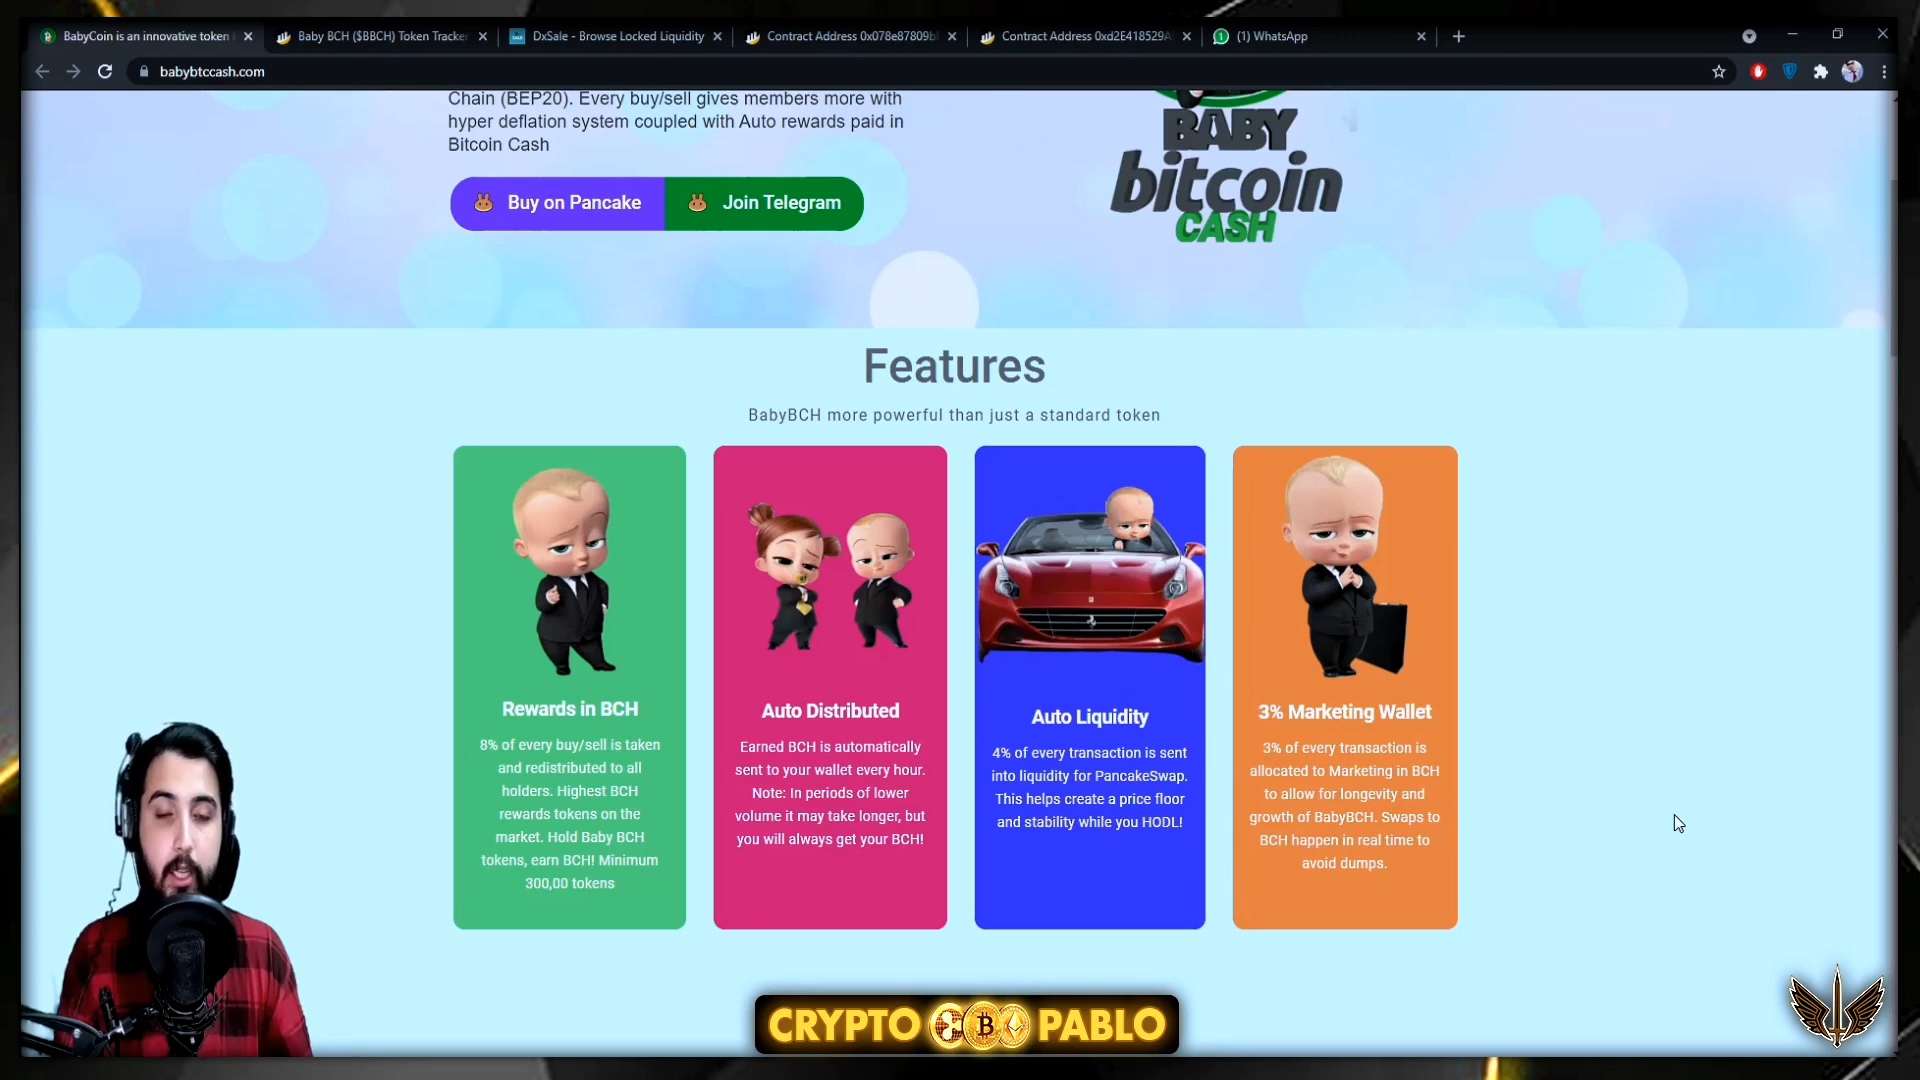 BabyCoin is an innovative token
Baby BCH ($BBCH) Token Tracker
DxSale - Browse Locked Liquidity
Contract Address 0x078e87809b
Contract Address 0xd2E418529A
(1) WhatsApp
babybtccash.com
Chain (BEP20). Every buy/sell gives members more with
hyper deflation system coupled with Auto rewards paid in
Bitcoin Cash
Buy on Pancake
Join Telegram
BABY
bitcoin
CASH
Features
BabyBCH more powerful than just a standard token
Rewards in BCH
8% of every buy/sell is taken
and redistributed to all
holders. Highest BCH
rewards tokens on the
market. Hold Baby BCH
tokens, earn BCH! Minimum
300,00 tokens
Auto Distributed
Earned BCH is automatically
sent to your wallet every hour.
Note: In periods of lower
volume it may take longer, but
you will always get your BCH!
Auto Liquidity
4% of every transaction is sent
into liquidity for PancakeSwap.
This helps create a price floor
and stability while you HODL!
3% Marketing Wallet
3% of every transaction is
allocated to Marketing in BCH
to allow for longevity and
growth of BabyBCH. Swaps to
BCH happen in real time to
avoid dumps.
CRYPTO PABLO